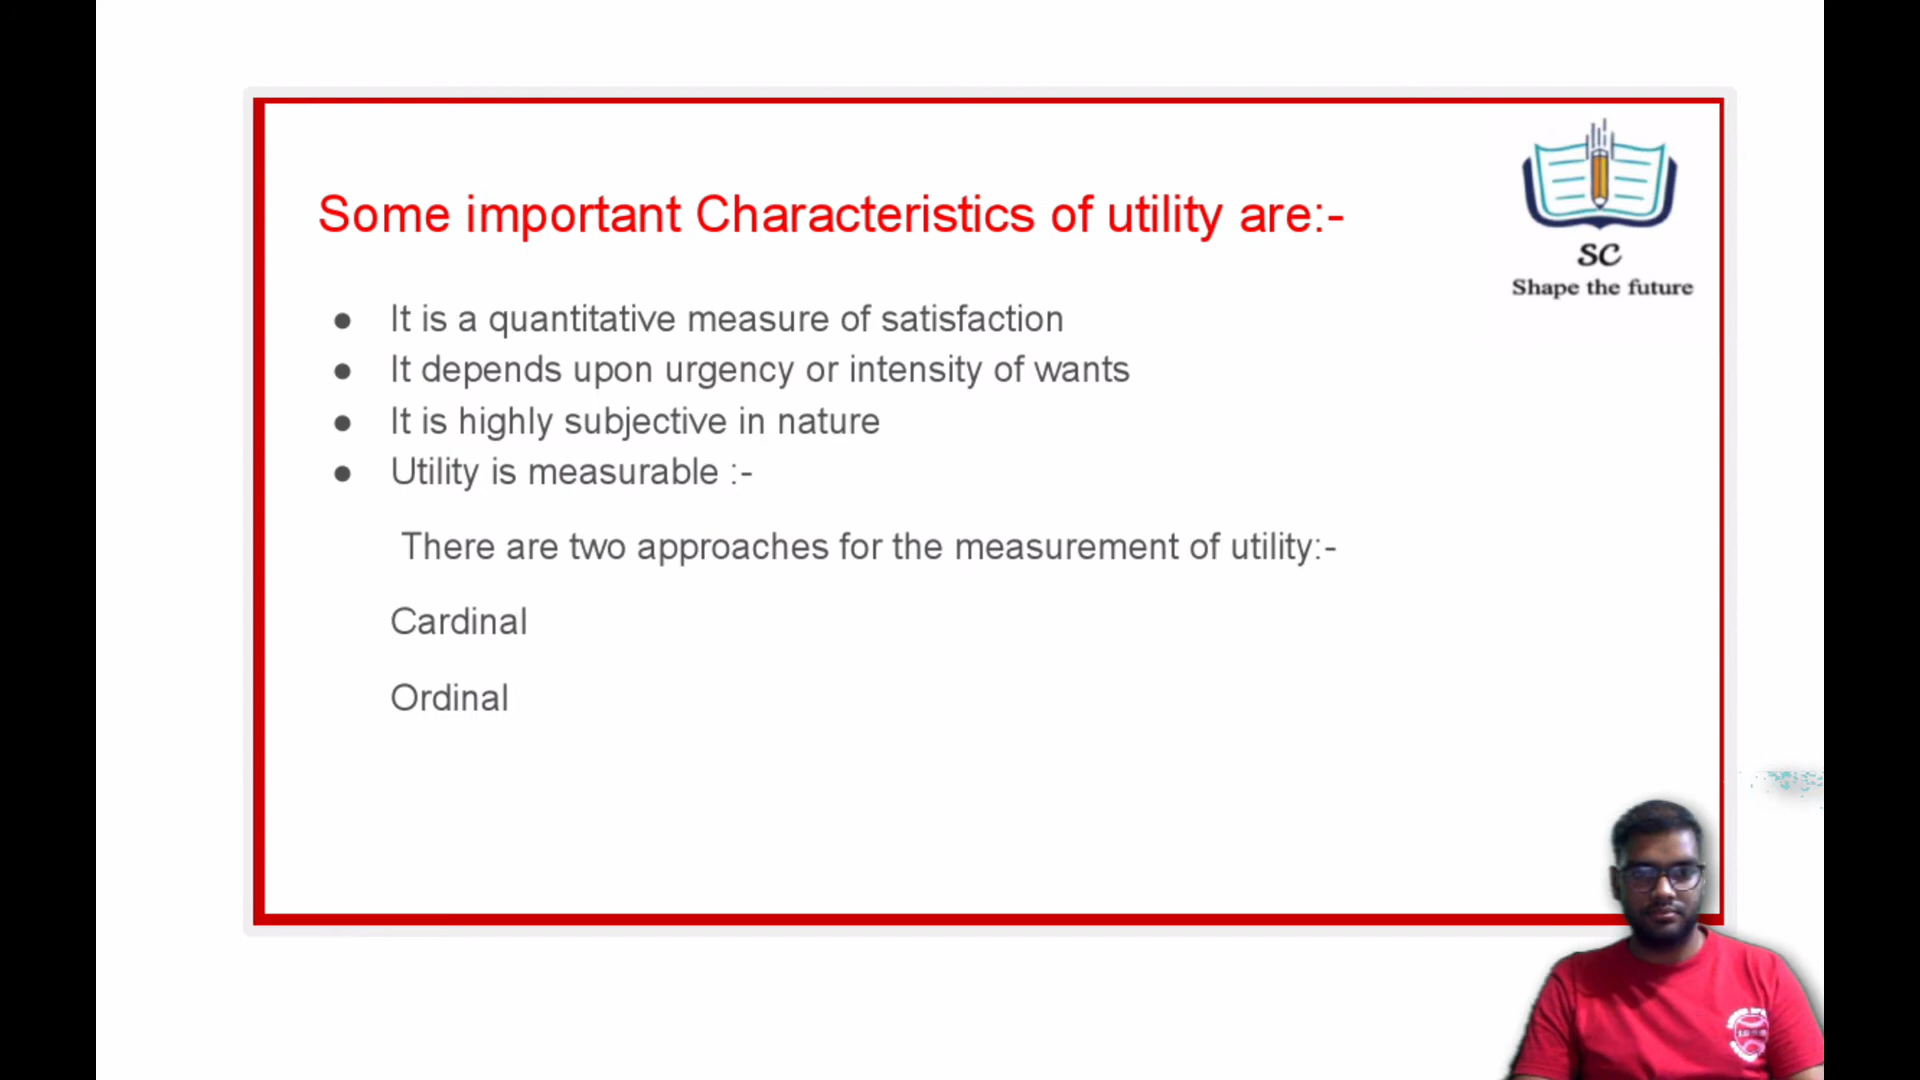 Some important Characteristics of utility are:-
SC
Shape the future
● It is a quantitative measure of satisfaction
● It depends upon urgency or intensity of wants
● It is highly subjective in nature
● Utility is measurable :-
There are two approaches for the measurement of utility:-
Cardinal
Ordinal